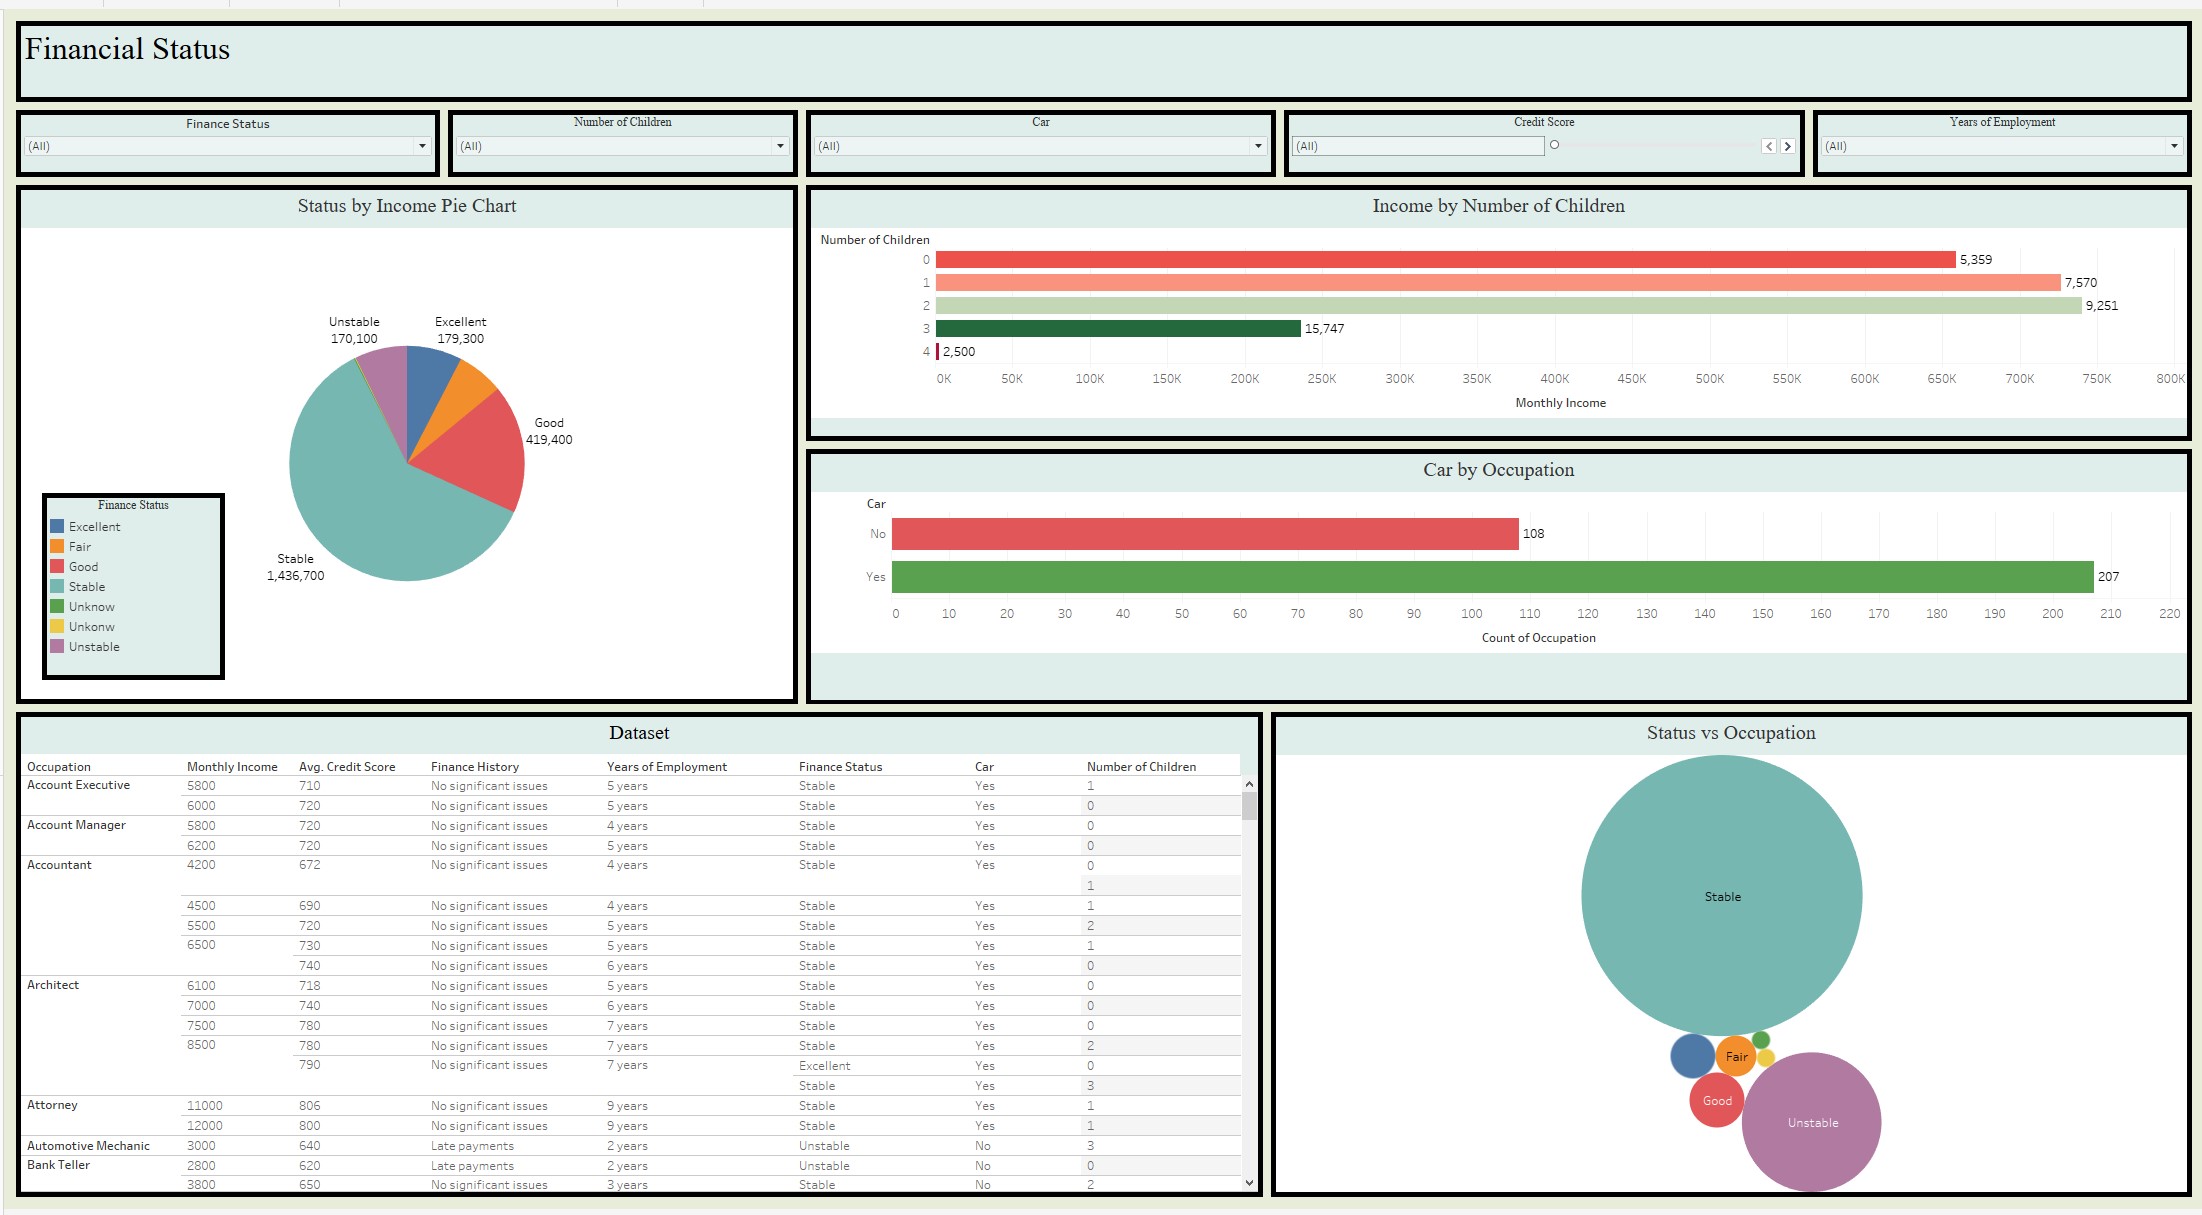 Financial Status
Finance Status
(All)
Number of Children
(All)
Car
(All)
Credit Score
(All)
Years of Employment
(All)
Status by Income Pie Chart
Unstable
170,100
Excellent
179,300
Good
419,400
Stable
1,436,700
Finance Status
Excellent
Fair
Good
Stable
Unknow
Unkonw
Unstable
Income by Number of Children
Number of Children
0 5,359
1 7,570
2 9,251
3 15,747
4 2,500
0K 50K 100K 150K 200K 250K 300K 350K 400K 450K 500K 550K 600K 650K 700K 750K 800K
Monthly Income
Car by Occupation
Car
No 108
Yes 207
0 10 20 30 40 50 60 70 80 90 100 110 120 130 140 150 160 170 180 190 200 210 220
Count of Occupation
Dataset
Occupation Monthly Income Avg. Credit Score Finance History Years of Employment Finance Status Car Number of Children
Account Executive 5800 710 No significant issues 5 years Stable Yes 1
6000 720 No significant issues 5 years Stable Yes 0
Account Manager 5800 720 No significant issues 4 years Stable Yes 0
6200 720 No significant issues 5 years Stable Yes 0
Accountant 4200 672 No significant issues 4 years Stable Yes 0
1
4500 690 No significant issues 4 years Stable Yes 1
5500 720 No significant issues 5 years Stable Yes 2
6500 730 No significant issues 5 years Stable Yes 1
740 No significant issues 6 years Stable Yes 0
Architect 6100 718 No significant issues 5 years Stable Yes 0
7000 740 No significant issues 6 years Stable Yes 0
7500 780 No significant issues 7 years Stable Yes 0
8500 780 No significant issues 7 years Stable Yes 2
790 No significant issues 7 years Excellent Yes 0
Stable Yes 3
Attorney 11000 806 No significant issues 9 years Stable Yes 1
12000 800 No significant issues 9 years Stable Yes 1
Automotive Mechanic 3000 640 Late payments 2 years Unstable No 3
Bank Teller 2800 620 Late payments 2 years Unstable No 0
3800 650 No significant issues 3 years Stable No 2
Status vs Occupation
Stable
Fair
Good
Unstable